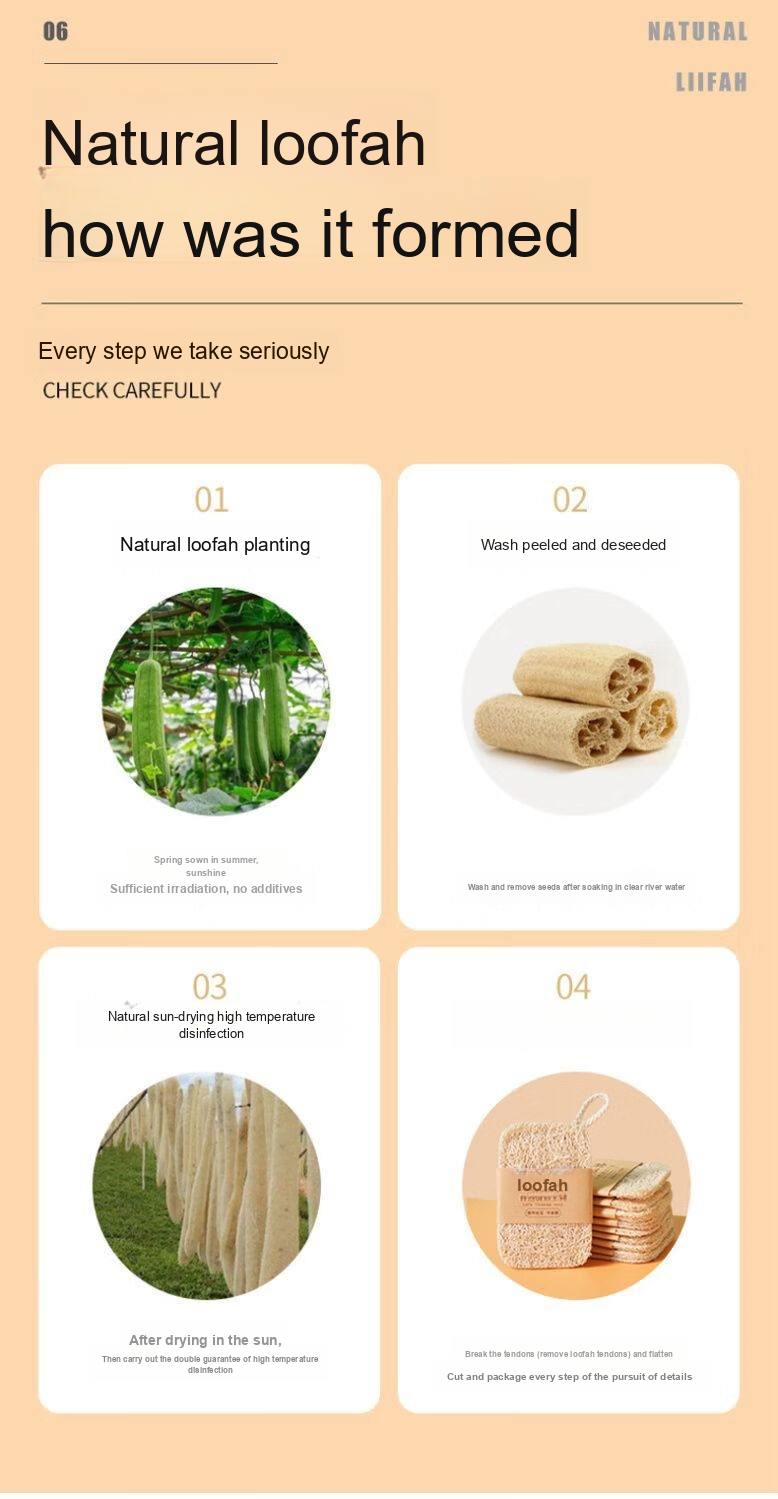 06
NATURAL
LIIFAH
Natural loofah
how was it formed
Every step we take seriously
CHECK CAREFULLY
01
Natural loofah planting
Spring sown in summer,
sunshine
Sufficient irradiation, no additives
02
Wash peeled and deseeded
Wash and remove seeds after soaking in clear river water
03
Natural sun-drying high temperature
disinfection
After drying in the sun,
Then carry out the double guarantee of high temperature
disinfection
04
loofah
Break the tendons (remove loofah tendons) and flatten
Cut and package every step of the pursuit of details